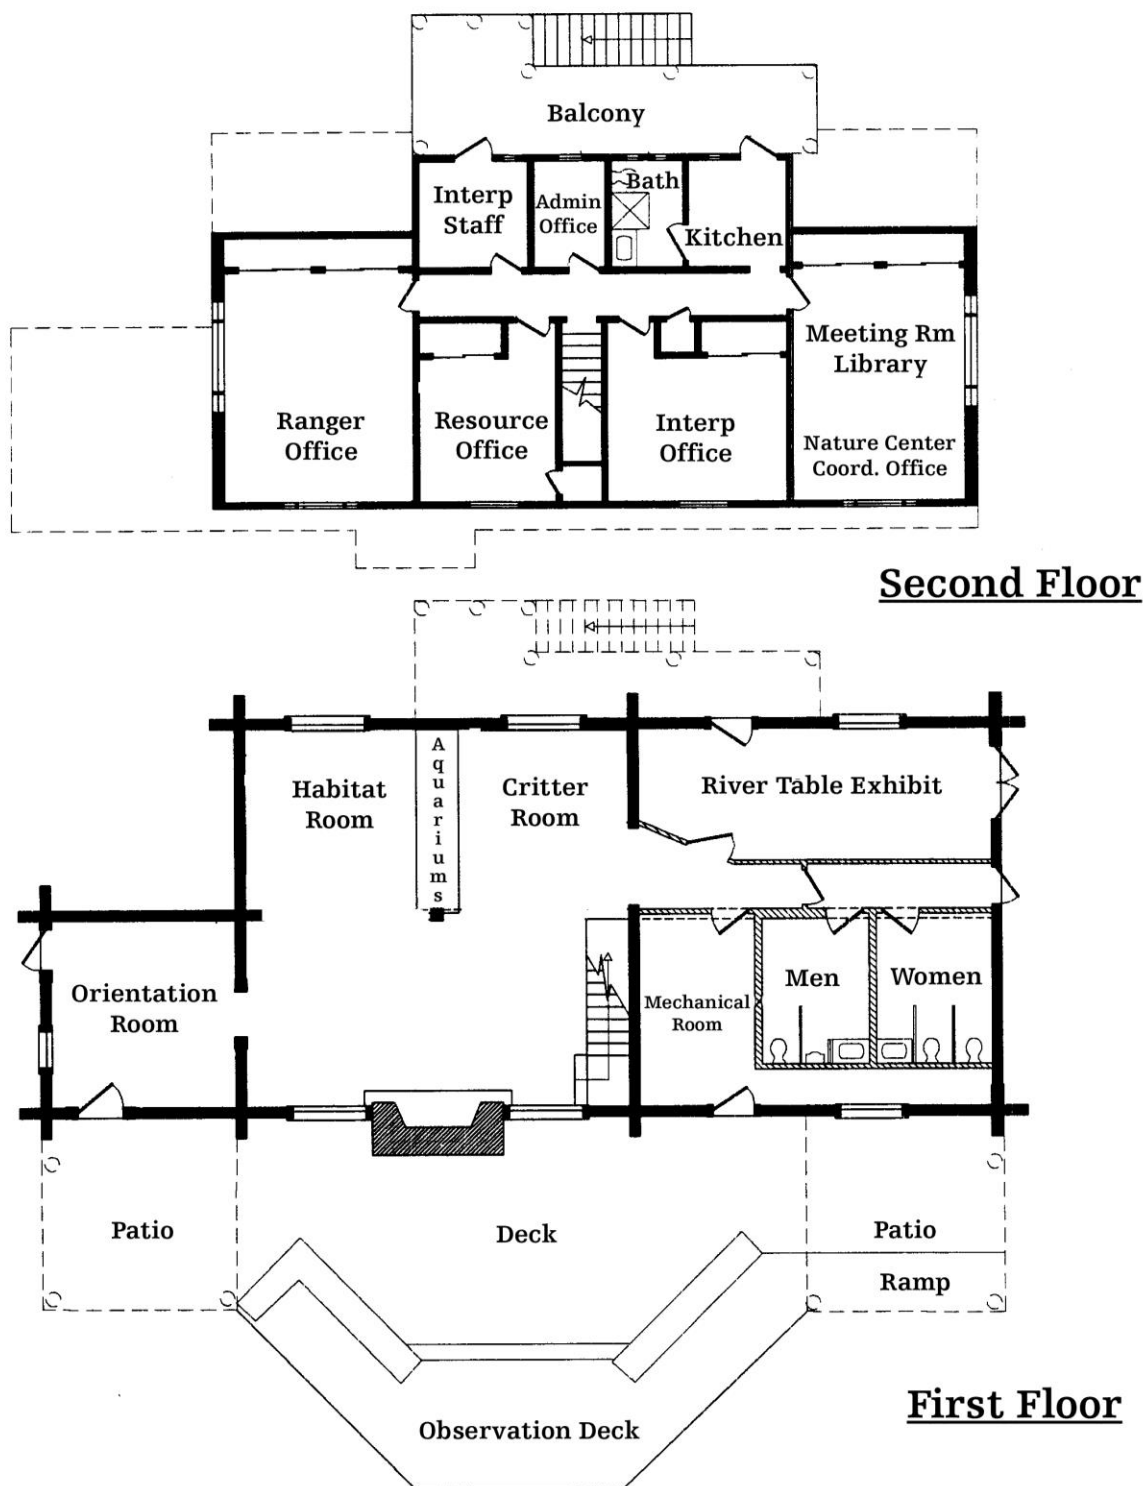 Balcony
Interp
Staff
Admin
Office
Bath
Kitchen
Meeting Rm
Library
Ranger
Office
Resource
Office
Interp
Office
Nature Center
Coord. Office
Second Floor
Habitat
Room
Aquariums
Critter
Room
River Table Exhibit
Orientation
Room
Mechanical
Room
Men
Women
Patio
Deck
Patio
Ramp
Observation Deck
First Floor